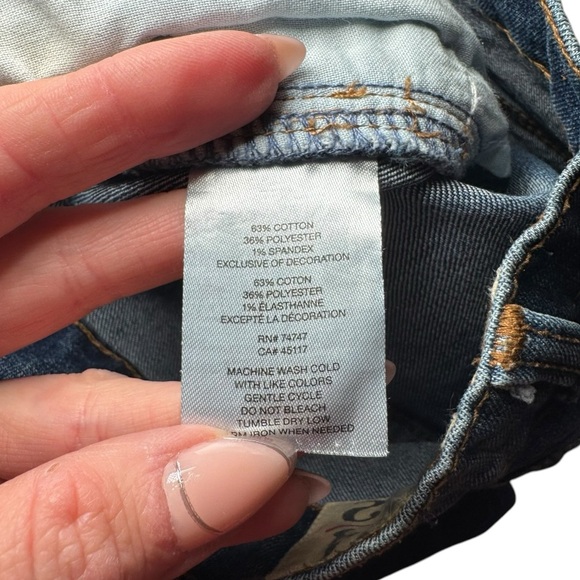 63% COTTON
36% POLYESTER
1% SPANDEX
EXCLUSIVE OF DECORATION
63% COTON
36% POLYESTER
1% ÉLASTHANNE
EXCEPTÉ LA DÉCORATION
RN# 74747
CA# 45117
MACHINE WASH COLD
WITH LIKE COLORS
GENTLE CYCLE
DO NOT BLEACH
TUMBLE DRY LOW
IRON WHEN NEEDED